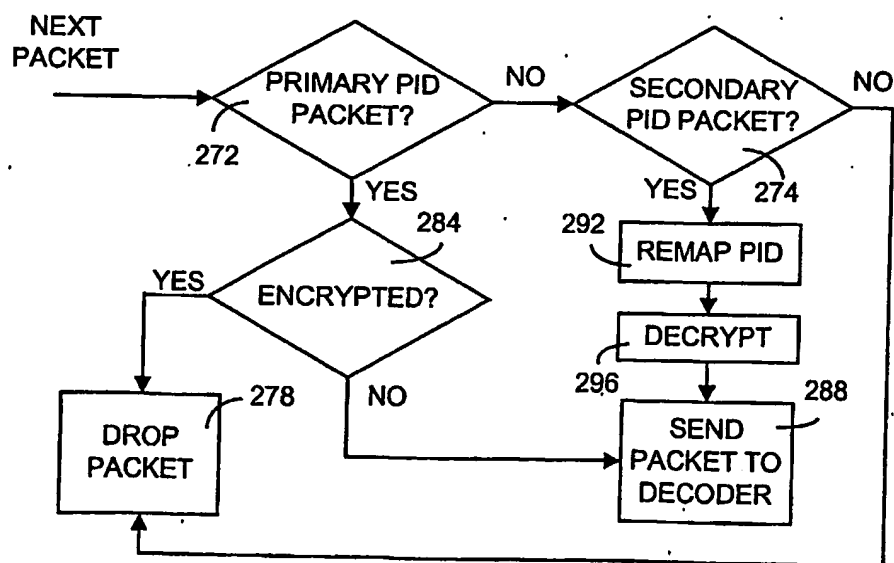 NEXT
PACKET
PRIMARY PID
PACKET?
272
NO
SECONDARY
PID PACKET?
274
NO
YES
284
ENCRYPTED?
YES
NO
YES
292
REMAP PID
DECRYPT
296
278
DROP
PACKET
288
SEND
PACKET TO
DECODER